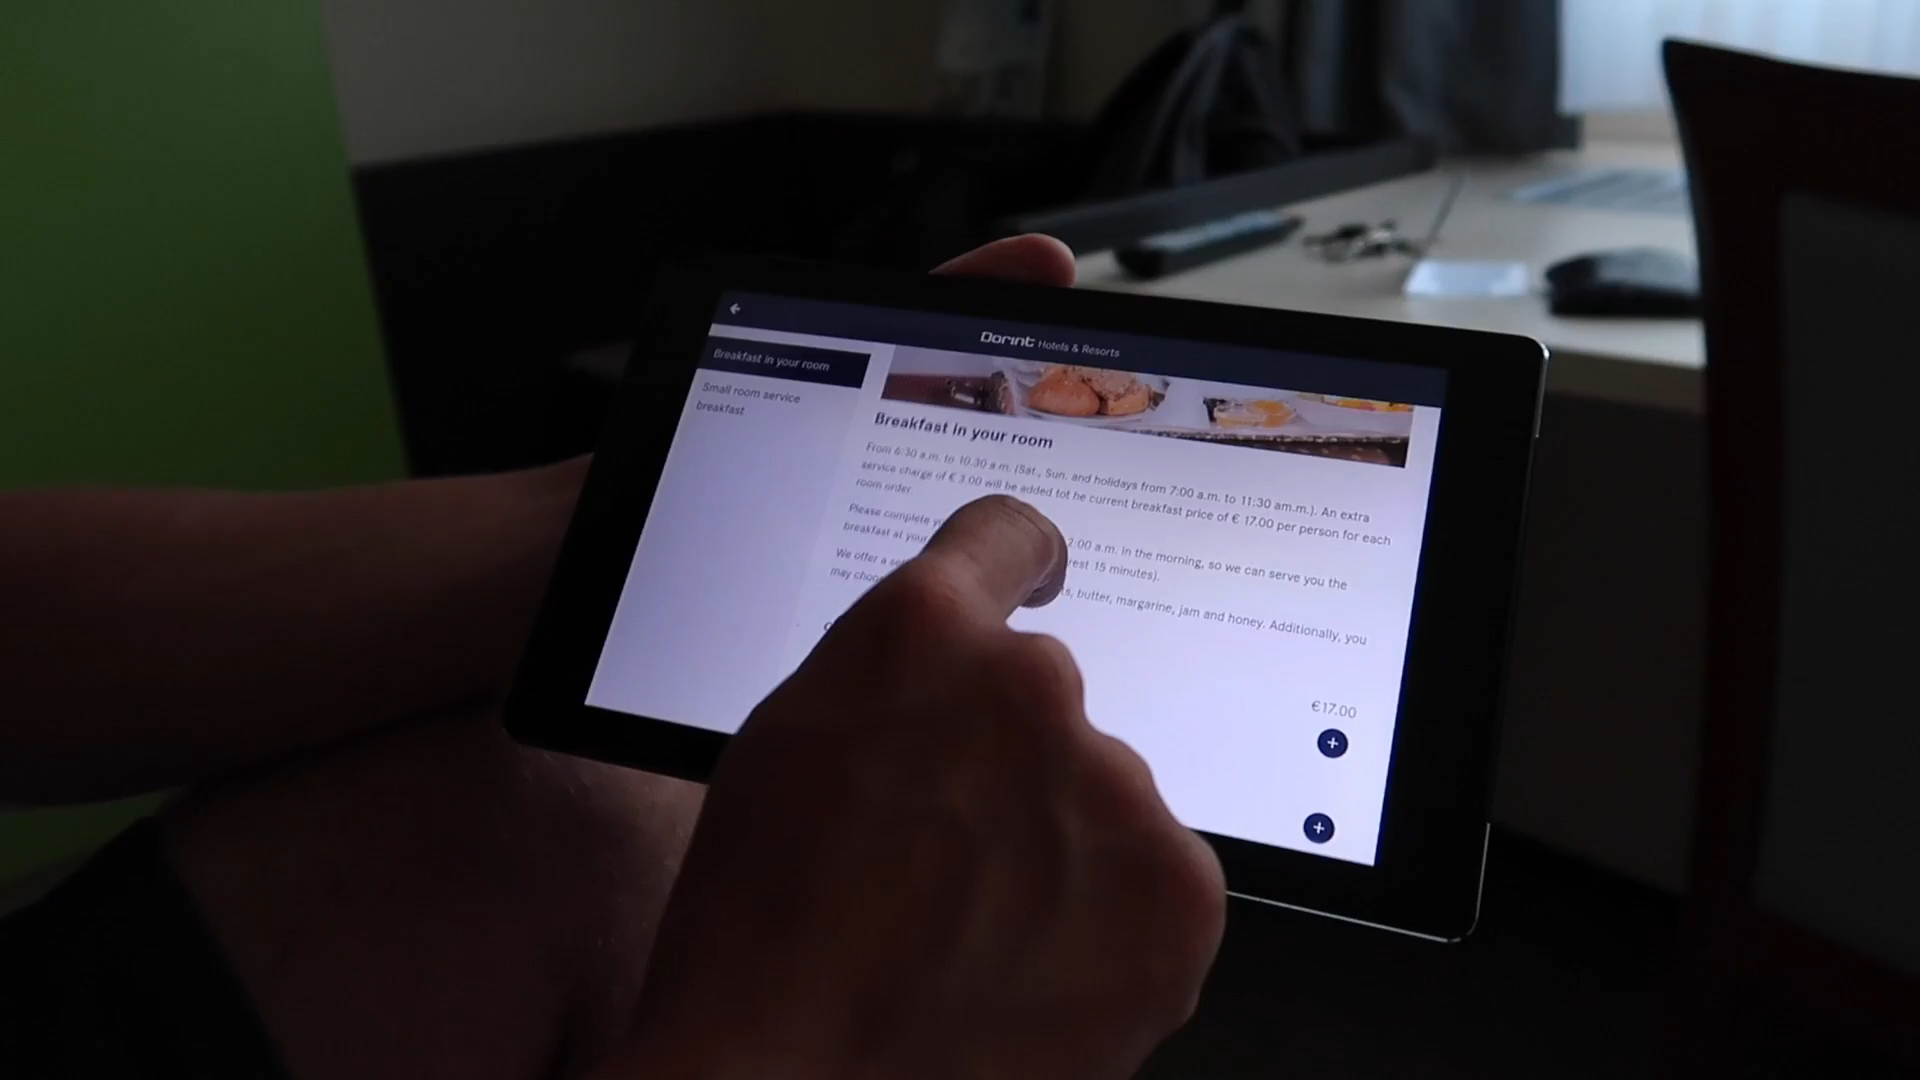 Dorint Hotels & Resorts
Breakfast in your room
Small room service
breakfast
Breakfast in your room
From 6:30 a.m. to 10.30 a m. (Sat., Sun. and holidays from 7:00 a.m. to 11:30 am.m.). An extra
service charge of € 3.00 will be added tot he current breakfast price of € 17.00 per person for each
room order
Please complete 2:00 a.m. in the morning, so we can serve you the
breakfast at your 15 minutes).
We offer a butter, margarine, jam and honey. Additionally, you
may
€17.00
+
+